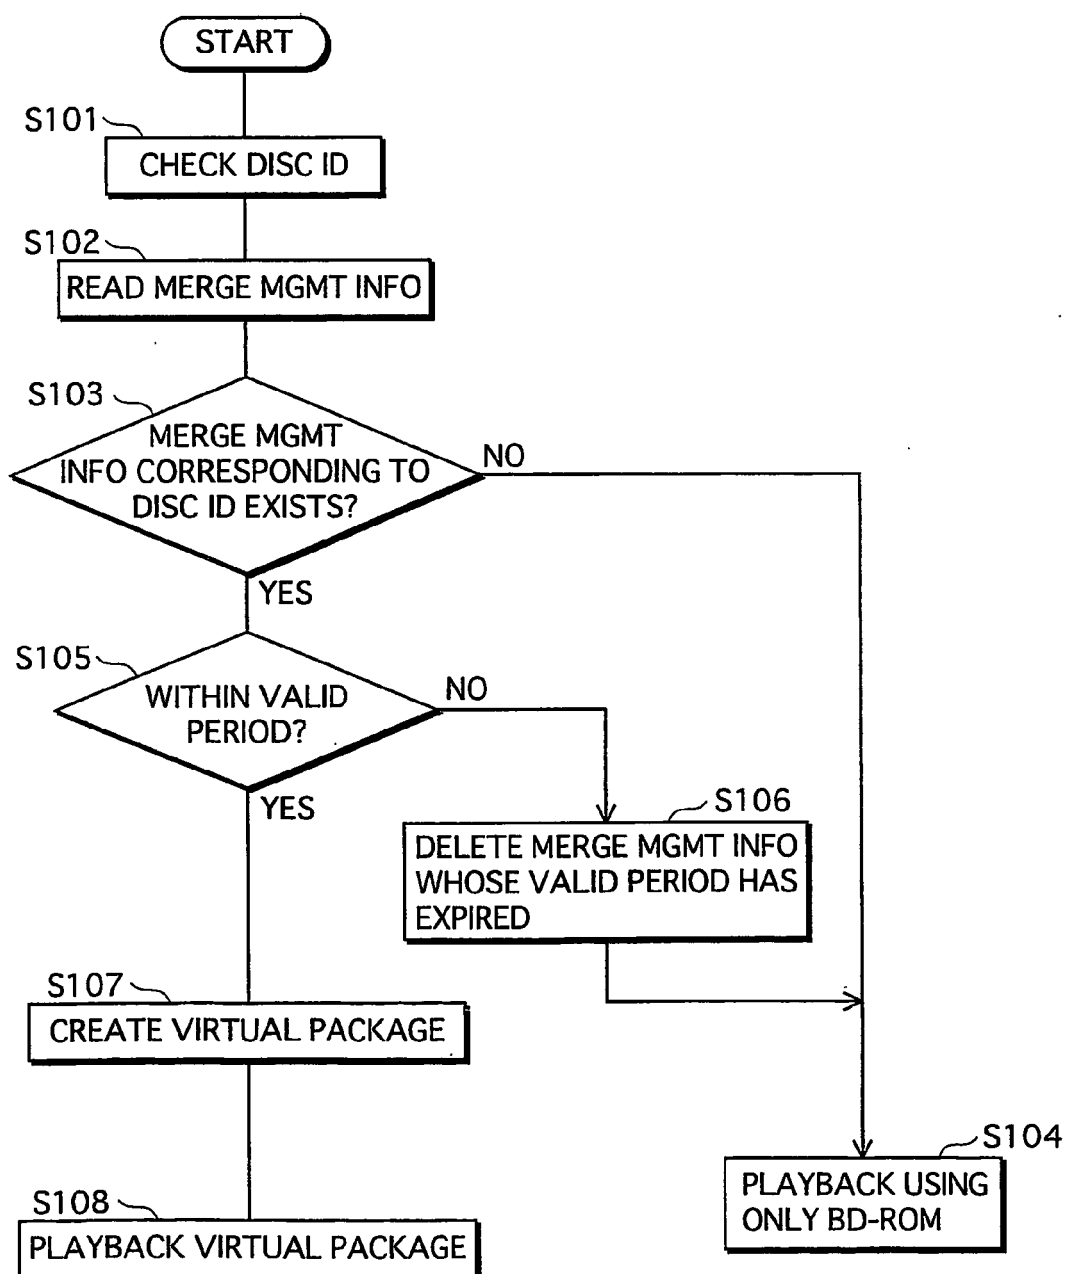 START
S101
CHECK DISC ID
S102
READ MERGE MGMT INFO
S103
MERGE MGMT
INFO CORRESPONDING TO
DISC ID EXISTS?
NO
YES
S105
WITHIN VALID
PERIOD?
NO
YES
S106
DELETE MERGE MGMT INFO
WHOSE VALID PERIOD HAS
EXPIRED
S107
CREATE VIRTUAL PACKAGE
S104
PLAYBACK USING
ONLY BD-ROM
S108
PLAYBACK VIRTUAL PACKAGE